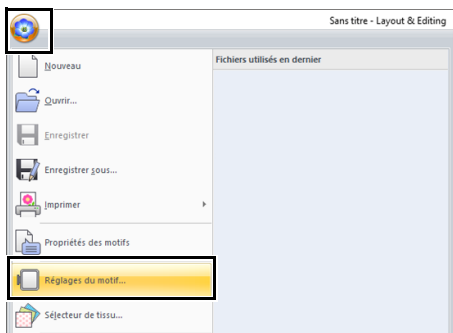 Sans titre - Layout & Editing
Nouveau
Fichiers utilisés en dernier
Ouvrir...
Enregistrer
Enregistrer sous...
Imprimer
Propriétés des motifs
Réglages du motif...
Sélecteur de tissu...